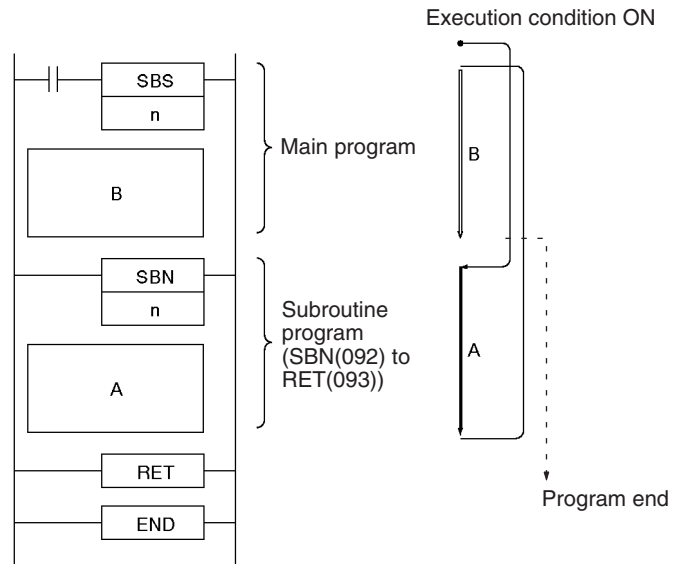 Execution condition ON
SBS
n
B
Main program
B
SBN
n
Subroutine
program
(SBN(092) to
RET(093))
A
A
RET
END
Program end